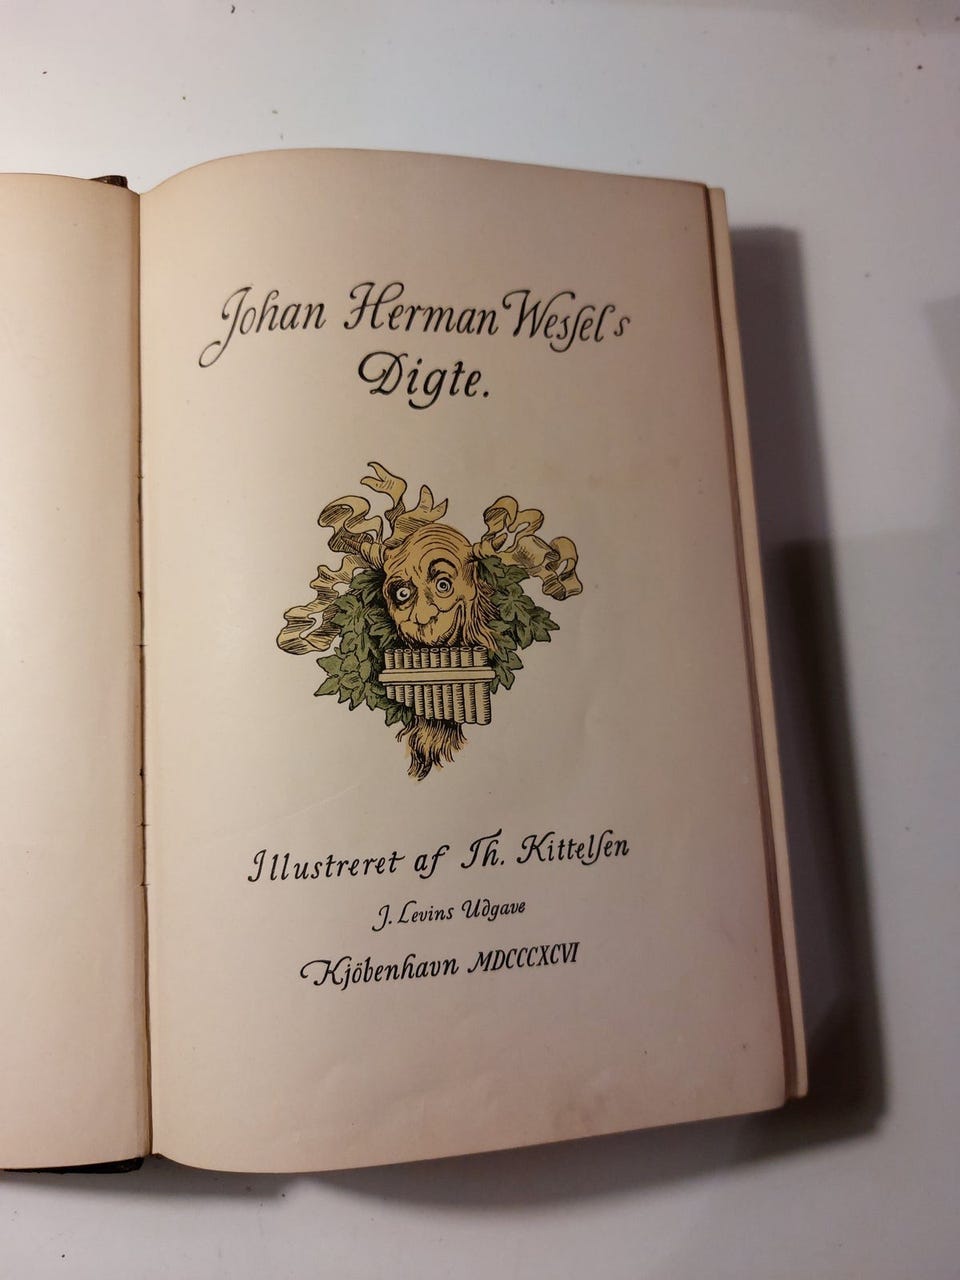 Johan Herman Weſſel s
Digte.
Illustreret af Th. Kittelſen
J. Levins Udgave
Kjöbenhavn MDCCCXCVI